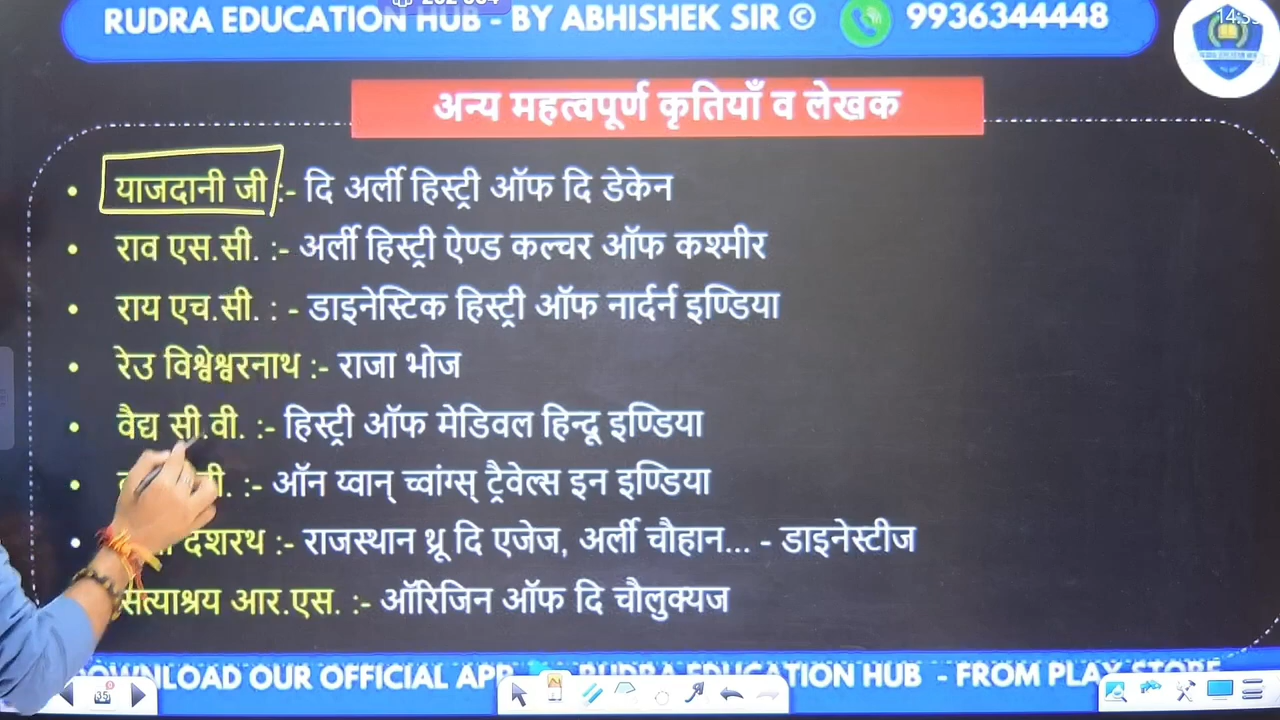 RUDRA EDUCATION HUB - BY ABHISHEK SIR © 9936344448
अन्य महत्वपूर्ण कृतियाँ व लेखक
• याजदानी जी :- दि अर्ली हिस्ट्री ऑफ दि डेकेन
• राव एस.सी. :- अर्ली हिस्ट्री ऐण्ड कल्चर ऑफ कश्मीर
• राय एच.सी. : - डाइनेस्टिक हिस्ट्री ऑफ नार्दर्न इण्डिया
• रेउ विश्वेश्वरनाथ :- राजा भोज
• वैद्य सी.वी. :- हिस्ट्री ऑफ मेडिवल हिन्दू इण्डिया
• :- ऑन य्वान् च्वांग्स् ट्रैवेल्स इन इण्डिया
• दशरथ :- राजस्थान थ्रू दि एजेज, अर्ली चौहान... - डाइनेस्टीज
सत्याश्रय आर.एस. :- ऑरिजिन ऑफ दि चौलुक्यज
OUR OFFICIAL APP RUDRA EDUCATION HUB - FROM PLAY STORE
35